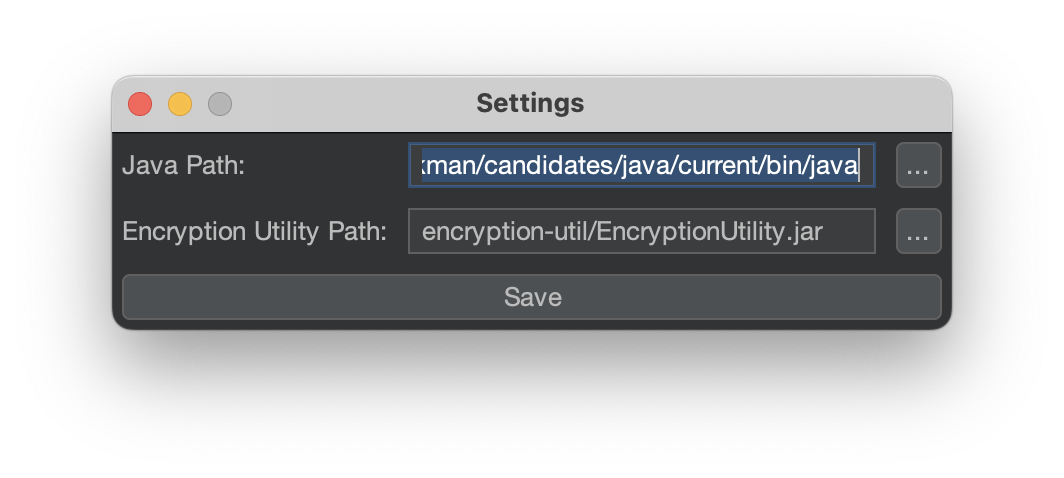 Settings
Java Path: kman/candidates/java/current/bin/java ...
Encryption Utility Path: encryption-util/EncryptionUtility.jar ...
Save